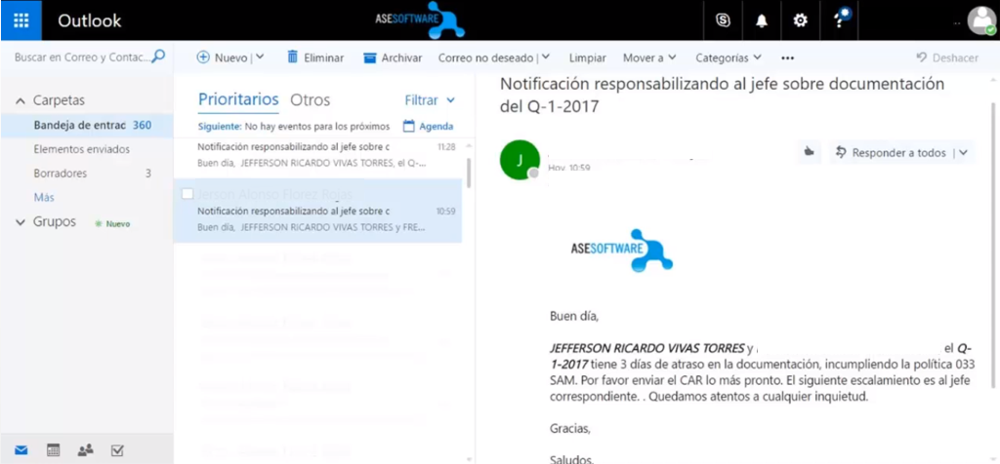 Outlook
ASESOFTWARE
Buscar en Correo y Contac...
Nuevo
Eliminar
Archivar
Correo no deseado
Limpiar
Mover a
Categorías
Deshacer
Carpetas
Bandeja de entrac 360
Elementos enviados
Borradores 3
Más
Grupos Nuevo
Prioritarios Otros Filtrar
Siguiente: No hay eventos para los próximos Agenda
Notificación responsabilizando al jefe sobre c 11:28
Buen día, JEFFERSON RICARDO VIVAS TORRES, el Q-...
Notificación responsabilizando al jefe sobre c 10:59
Buen día, JEFFERSON RICARDO VIVAS TORRES y FRE...
Notificación responsabilizando al jefe sobre documentación
del Q-1-2017
J
Hoy 10:59
Responder a todos
ASESOFTWARE
Buen día,
JEFFERSON RICARDO VIVAS TORRES y el Q-
1-2017 tiene 3 días de atraso en la documentación, incumpliendo la política 033
SAM. Por favor enviar el CAR lo más pronto. El siguiente escalamiento es al jefe
correspondiente. . Quedamos atentos a cualquier inquietud.
Gracias,
Saludos,